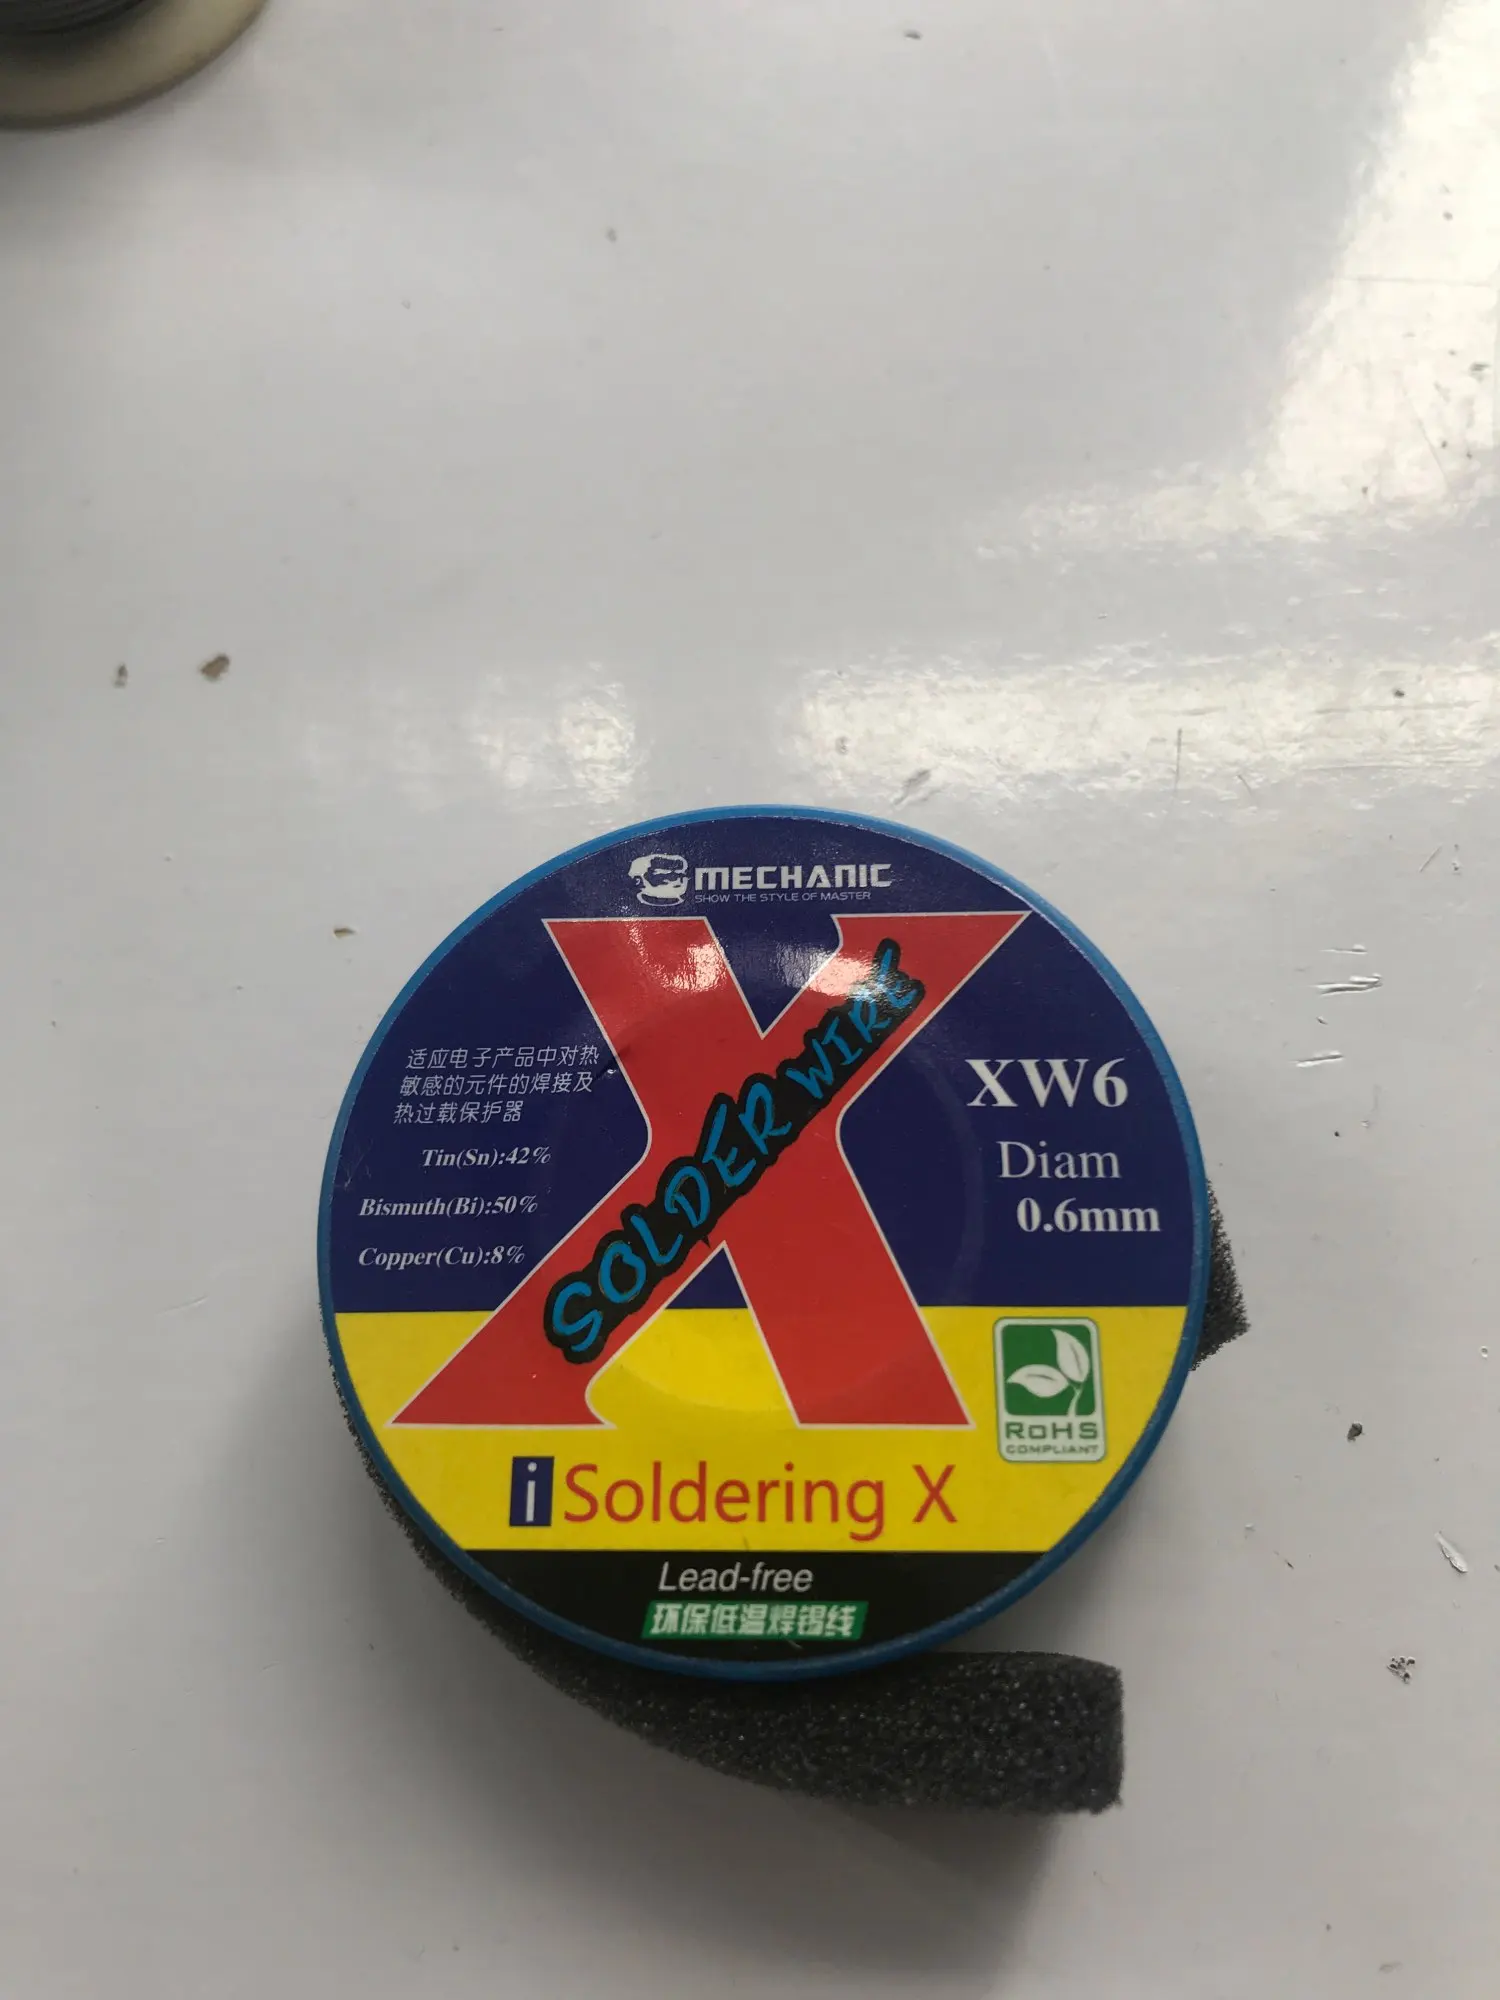 MECHANIC
SHOW THE STYLE OF MASTER
SOLDER WIRE
适应电子产品中对热
敏感的元件的焊接及
热过载保护器
Tin(Sn):42%
Bismuth(Bi):50%
Copper(Cu):8%
XW6
Diam
0.6mm
X
RoHS
COMPLIANT
i Soldering X
Lead-free
环保低温焊锡线